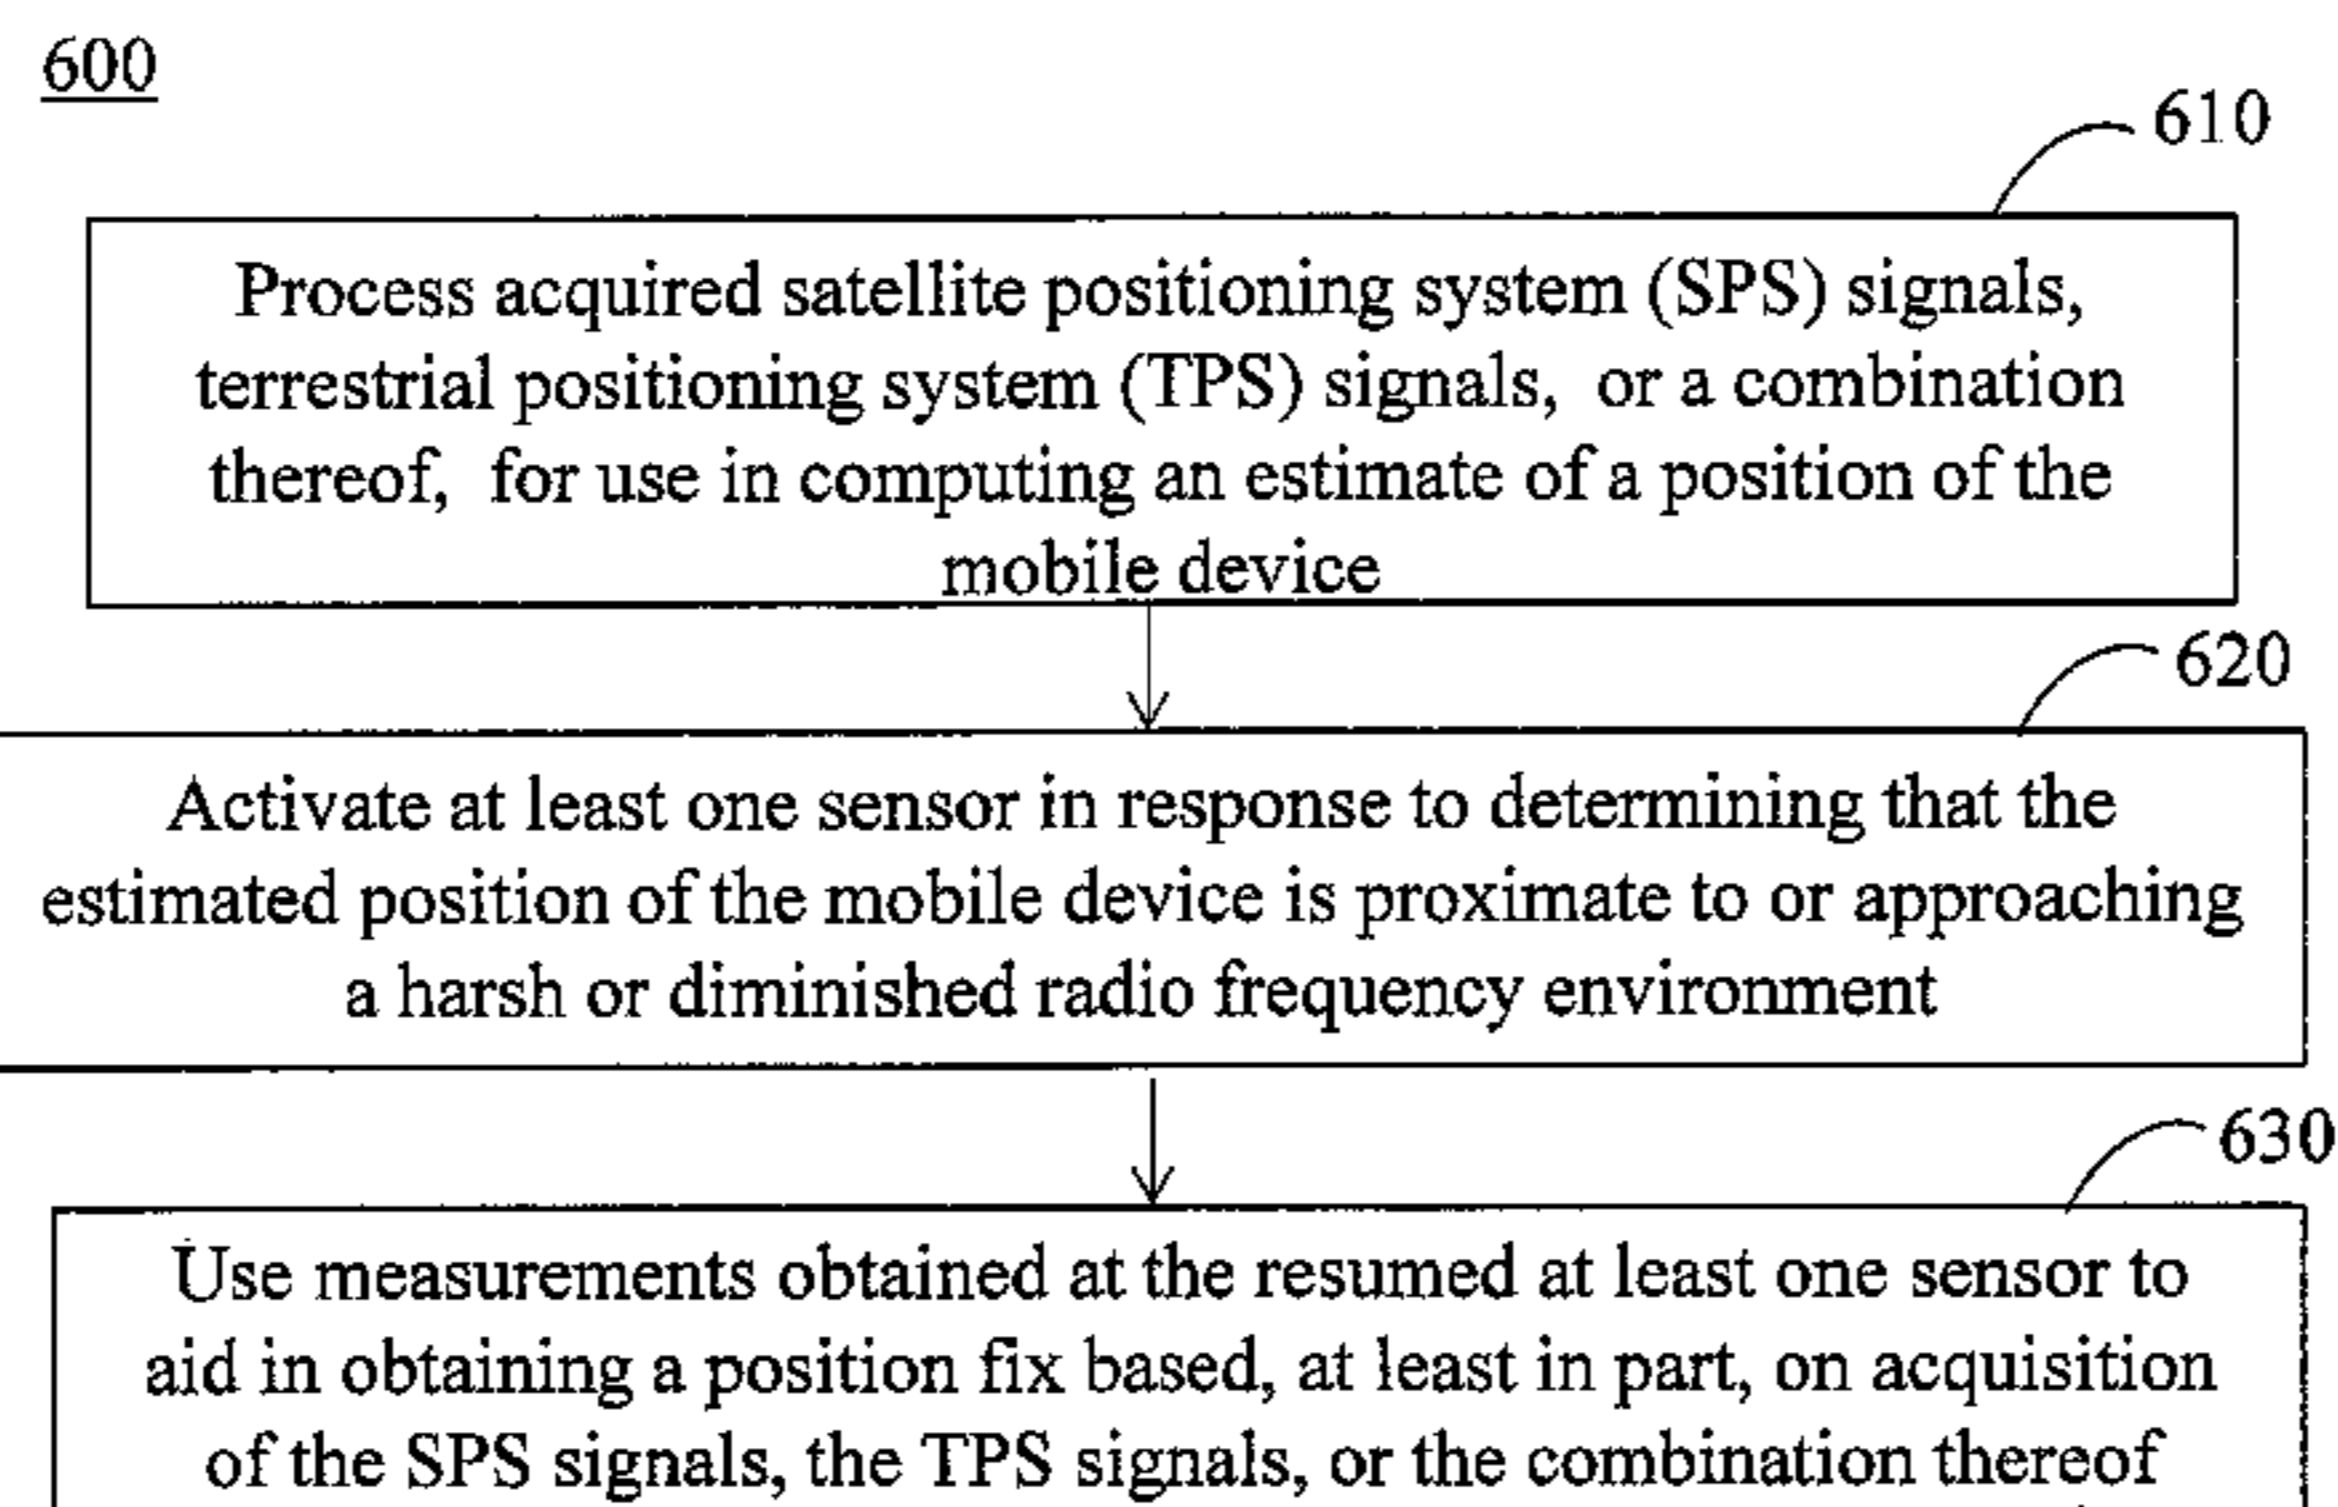 600
610
Process acquired satellite positioning system (SPS) signals,
terrestrial positioning system (TPS) signals, or a combination
thereof, for use in computing an estimate of a position of the
mobile device
620
Activate at least one sensor in response to determining that the
estimated position of the mobile device is proximate to or approaching
a harsh or diminished radio frequency environment
630
Use measurements obtained at the resumed at least one sensor to
aid in obtaining a position fix based, at least in part, on acquisition
of the SPS signals, the TPS signals, or the combination thereof